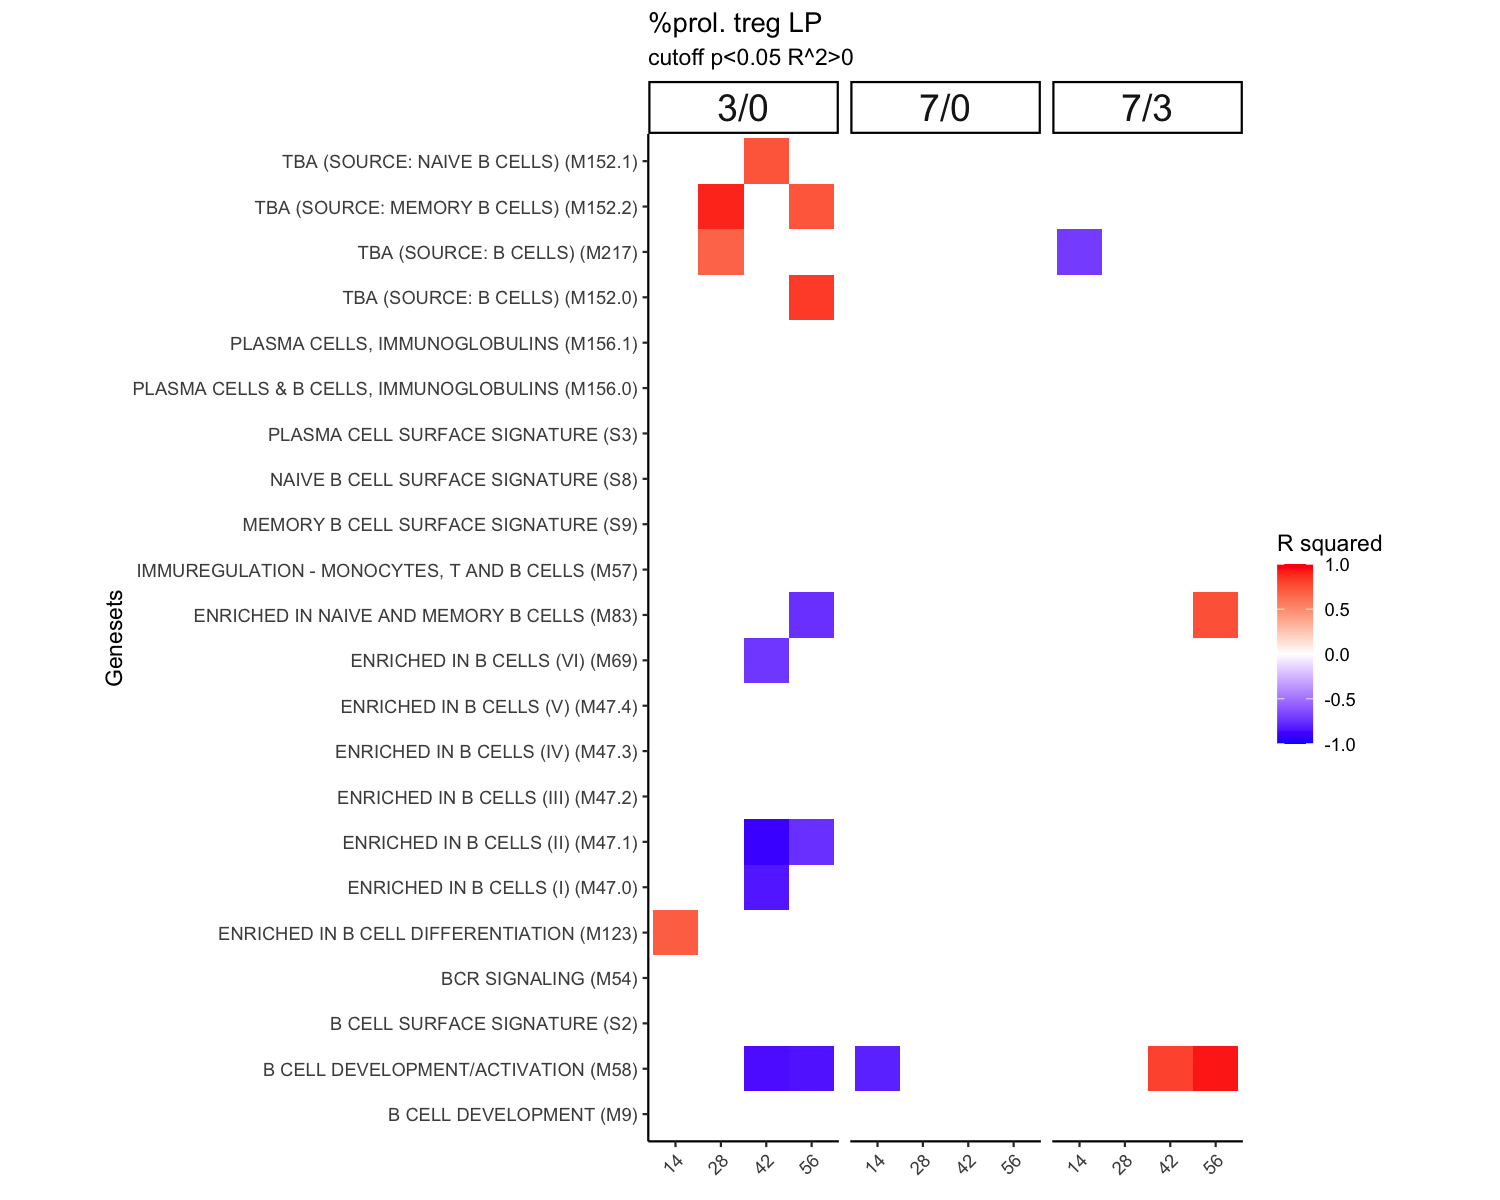 %prol. treg LP
cutoff p<0.05 R^2>0
3/0 7/0 7/3
TBA (SOURCE: NAIVE B CELLS) (M152.1)
TBA (SOURCE: MEMORY B CELLS) (M152.2)
TBA (SOURCE: B CELLS) (M217)
TBA (SOURCE: B CELLS) (M152.0)
PLASMA CELLS, IMMUNOGLOBULINS (M156.1)
PLASMA CELLS & B CELLS, IMMUNOGLOBULINS (M156.0)
PLASMA CELL SURFACE SIGNATURE (S3)
NAIVE B CELL SURFACE SIGNATURE (S8)
MEMORY B CELL SURFACE SIGNATURE (S9)
IMMUREGULATION - MONOCYTES, T AND B CELLS (M57)
ENRICHED IN NAIVE AND MEMORY B CELLS (M83)
ENRICHED IN B CELLS (VI) (M69)
ENRICHED IN B CELLS (V) (M47.4)
ENRICHED IN B CELLS (IV) (M47.3)
ENRICHED IN B CELLS (III) (M47.2)
ENRICHED IN B CELLS (II) (M47.1)
ENRICHED IN B CELLS (I) (M47.0)
ENRICHED IN B CELL DIFFERENTIATION (M123)
BCR SIGNALING (M54)
B CELL SURFACE SIGNATURE (S2)
B CELL DEVELOPMENT/ACTIVATION (M58)
B CELL DEVELOPMENT (M9)
Genesets
14 28 42 56 14 28 42 56 14 28 42 56
R squared
1.0
0.5
0.0
-0.5
-1.0